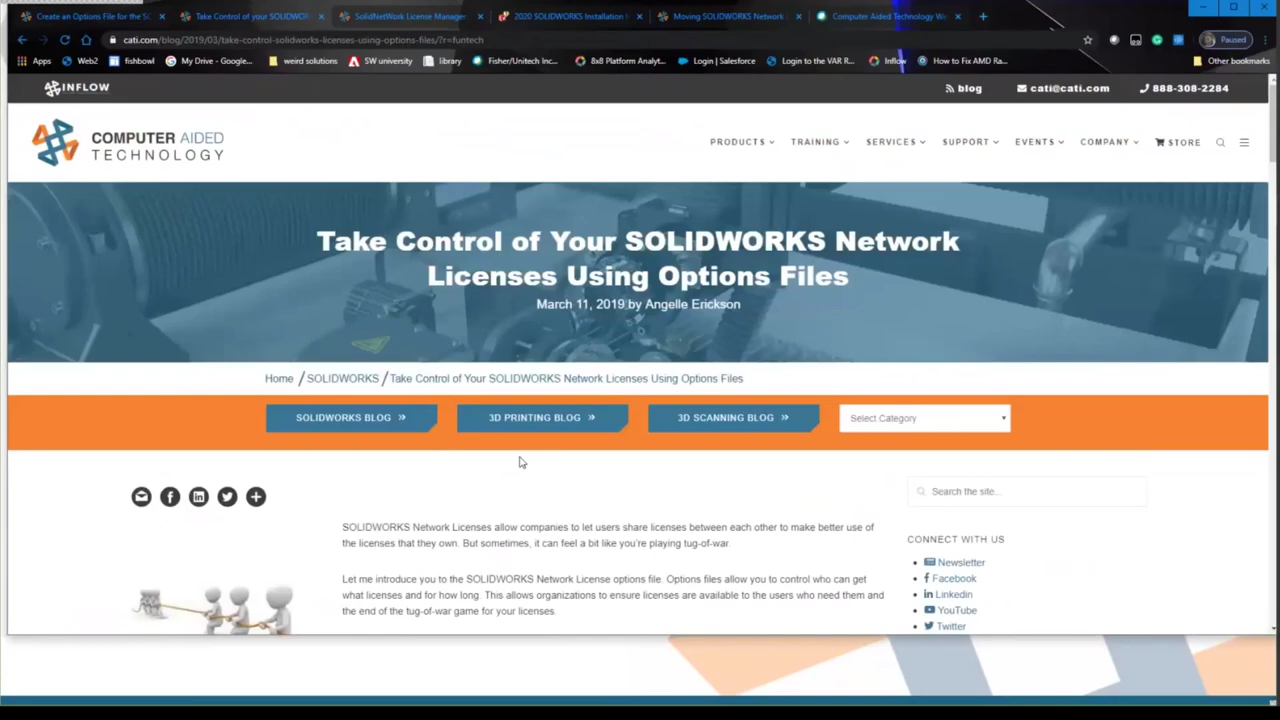 Create an Options File for the SO
Take Control of your SOLIDWOR
SolidNetWork License Manager
2020 SOLIDWORKS Installation
Moving SOLIDWORKS Network
Computer Aided Technology We
cati.com/blog/2019/03/take-control-solidworks-licenses-using-options-files/?r=funtech
Paused
Apps
Web2
fishbowl
My Drive - Google...
weird solutions
SW university
library
Fisher/Unitech Inc...
8x8 Platform Analyt...
Login | Salesforce
Login to the VAR R...
Inflow
How to Fix AMD Ra...
Other bookmarks
INFLOW
blog
cati@cati.com
888-308-2284
COMPUTER AIDED
TECHNOLOGY
PRODUCTS
TRAINING
SERVICES
SUPPORT
EVENTS
COMPANY
STORE
Take Control of Your SOLIDWORKS Network
Licenses Using Options Files
March 11, 2019 by Angelle Erickson
Home / SOLIDWORKS / Take Control of Your SOLIDWORKS Network Licenses Using Options Files
SOLIDWORKS BLOG »
3D PRINTING BLOG »
3D SCANNING BLOG »
Select Category
Search the site...
SOLIDWORKS Network Licenses allow companies to let users share licenses between each other to make better use of
the licenses that they own. But sometimes, it can feel a bit like you're playing tug-of-war.
Let me introduce you to the SOLIDWORKS Network License options file. Options files allow you to control who can get
what licenses and for how long. This allows organizations to ensure licenses are available to the users who need them and
the end of the tug-of-war game for your licenses.
CONNECT WITH US
Newsletter
Facebook
Linkedin
YouTube
Twitter